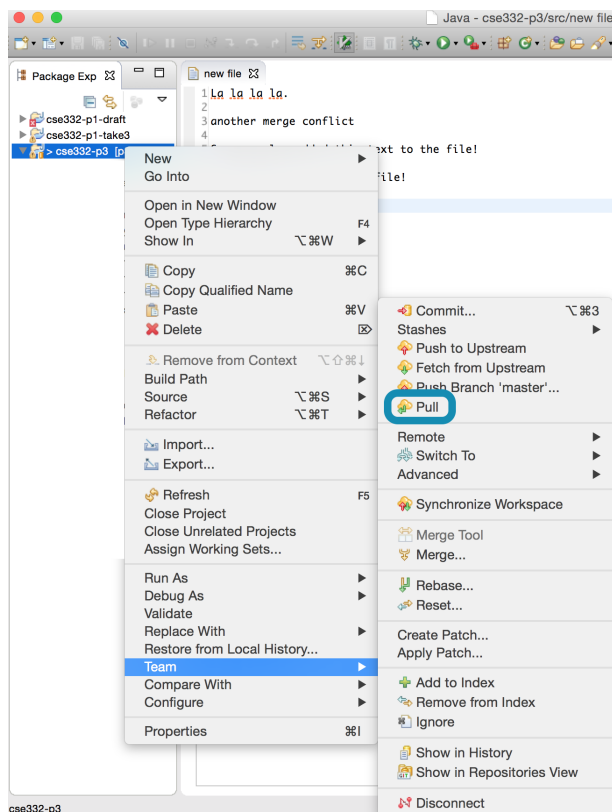 Java - cse332-p3/src/new file
Package Exp
new file
1 La la la la.
2
3 another merge conflict
4
cse332-p1-draft
cse332-p1-take3
> cse332-p3 [p
text to the file!
file!
New
Go Into
Open in New Window
Open Type Hierarchy F4
Show In ⌥⌘W
Copy ⌘C
Copy Qualified Name
Paste ⌘V
Delete ⌦
Remove from Context ⌥⇧⌘↓
Build Path
Source ⌥⌘S
Refactor ⌥⌘T
Import...
Export...
Refresh F5
Close Project
Close Unrelated Projects
Assign Working Sets...
Run As
Debug As
Validate
Replace With
Restore from Local History...
Team
Compare With
Configure
Properties ⌘I
Commit... ⌥⌘3
Stashes
Push to Upstream
Fetch from Upstream
Push Branch 'master'...
Pull
Remote
Switch To
Advanced
Synchronize Workspace
Merge Tool
Merge...
Rebase...
Reset...
Create Patch...
Apply Patch...
Add to Index
Remove from Index
Ignore
Show in History
Show in Repositories View
Disconnect
cse332-p3